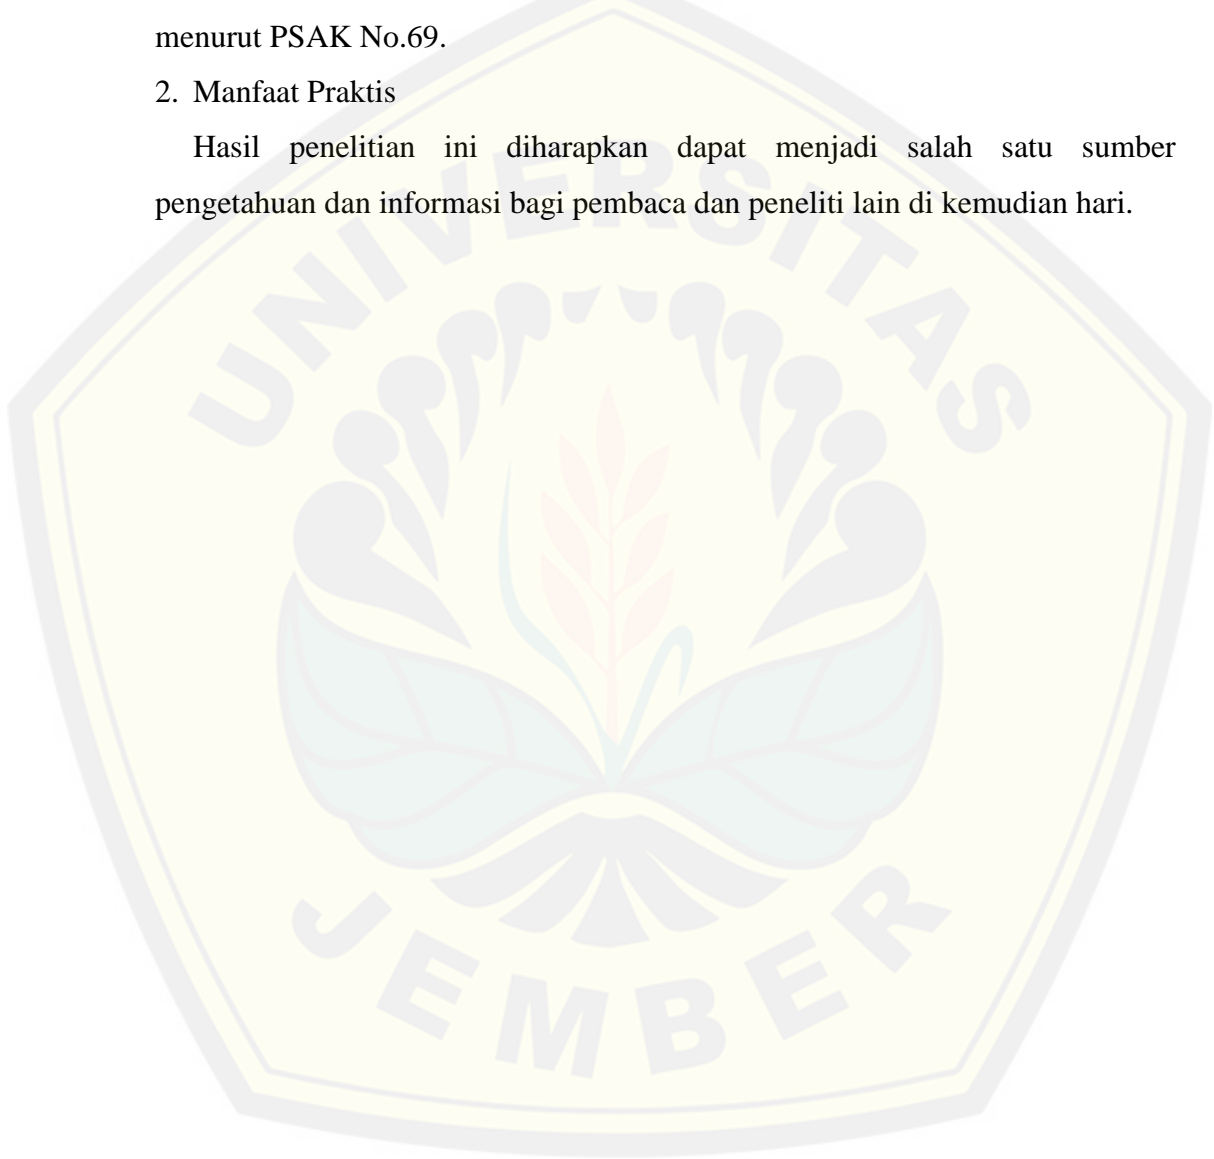 menurut PSAK No.69.
2. Manfaat Praktis
Hasil penelitian ini diharapkan dapat menjadi salah satu sumber
pengetahuan dan informasi bagi pembaca dan peneliti lain di kemudian hari.
UNIVERSITAS
JEMBER